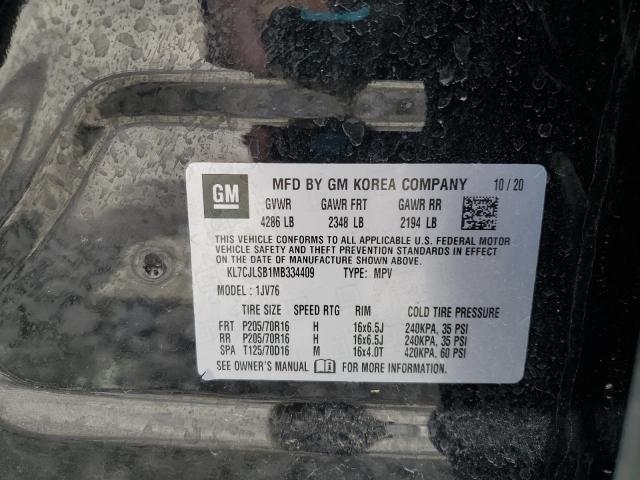 GM MFD BY GM KOREA COMPANY 10/20
GVWR GAWR FRT GAWR RR
4286 LB 2348 LB 2194 LB
THIS VEHICLE CONFORMS TO ALL APPLICABLE U.S. FEDERAL MOTOR
VEHICLE SAFETY AND THEFT PREVENTION STANDARDS IN EFFECT
ON THE DATE OF MANUFACTURE SHOWN ABOVE.
KL7CJLSB1MB334409 TYPE: MPV
MODEL: 1JV76
TIRE SIZE SPEED RTG RIM COLD TIRE PRESSURE
FRT P205/70R16 H 16x6.5J 240KPA, 35 PSI
RR P205/70R16 H 16x6.5J 240KPA, 35 PSI
SPA T125/70D16 M 16x4.0T 420KPA, 60 PSI
SEE OWNER'S MANUAL FOR MORE INFORMATION.